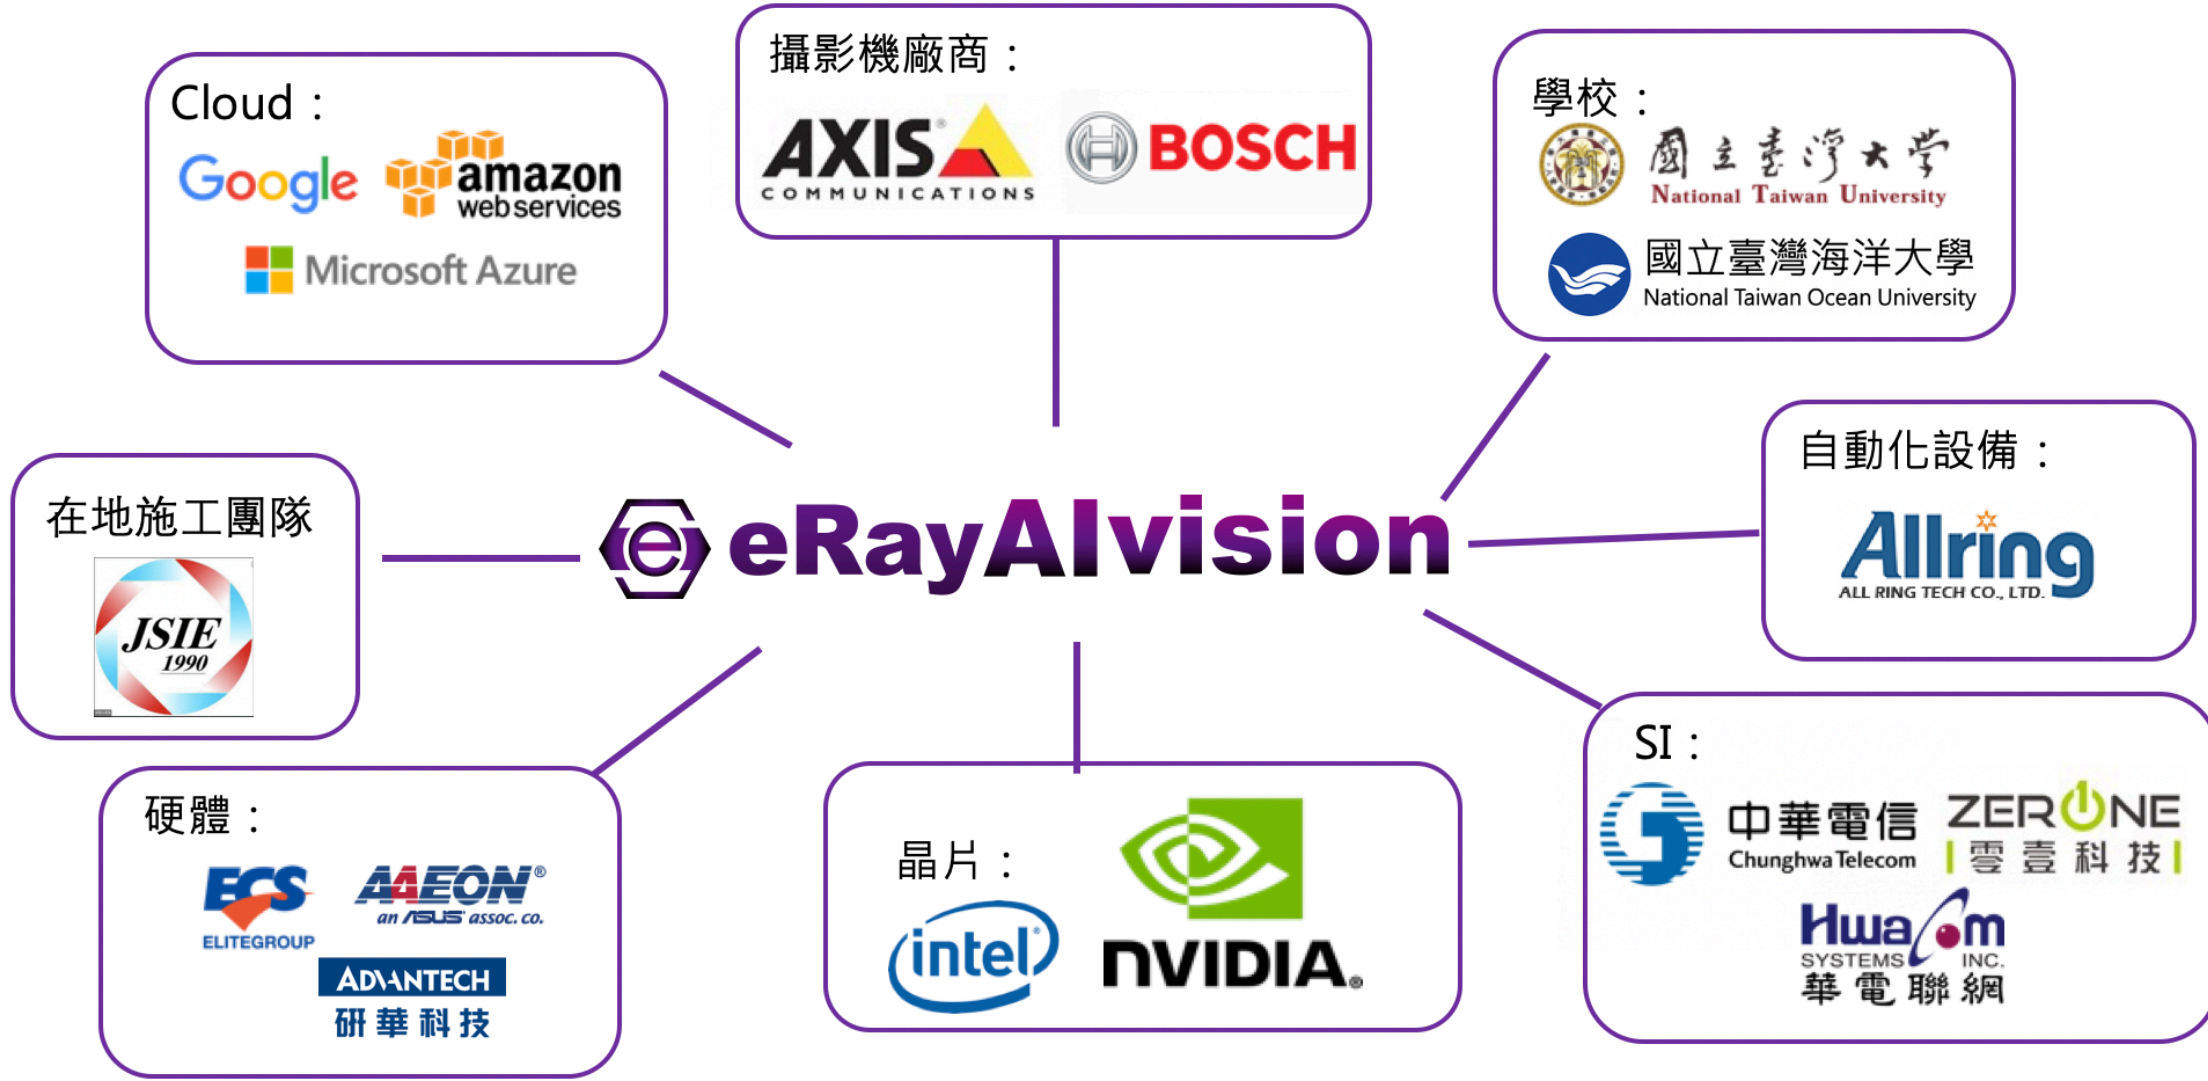 Cloud：
Google
amazon
web services
Microsoft Azure
攝影機廠商：
AXIS
COMMUNICATIONS
BOSCH
學校：
國立臺灣大学
National Taiwan University
國立臺灣海洋大學
National Taiwan Ocean University
在地施工團隊
JSIE
1990
e eRayAIvision
自動化設備：
Allring
ALL RING TECH CO., LTD.
硬體：
ECS
ELITEGROUP
AAEON®
an ASUS assoc. co.
ADVANTECH
研華科技
晶片：
intel
NVIDIA®
SI：
中華電信
Chunghwa Telecom
ZERONE
零壹科技
HwaCom
SYSTEMS INC.
華電聯網